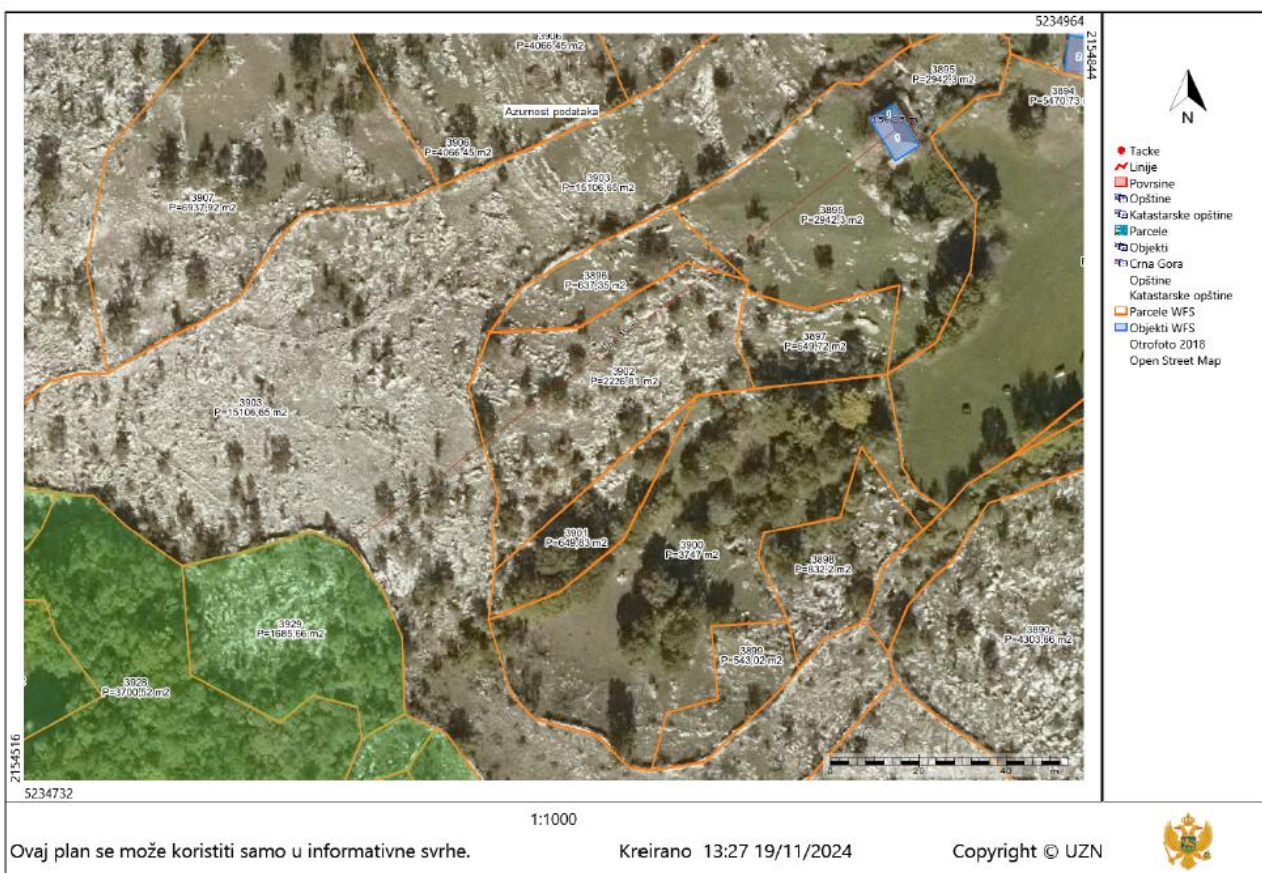 5234964
2154844
3906
P=4066,45 m2
3895
P=2942,3 m2
3894
P=5470,73
Azurnost podataka
3906
P=4066,45 m2
3903
P=15106,65 m2
3907
P=6937,92 m2
3895
P=2942,3 m2
3896
P=637,35 m2
3897
P=649,72 m2
3902
P=2226,81 m2
3903
P=15106,65 m2
3901
P=649,83 m2
3900
P=3747 m2
3898
P=832,2 m2
3929
P=1685,66 m2
3899
P=543,02 m2
3890
P=4303,66 m2
3928
P=3700,52 m2
0 20 40 m
2154516
5234732
N
Tacke
Linije
Povrsine
Opštine
Katastarske opštine
Parcele
Objekti
Crna Gora
Opštine
Katastarske opštine
Parcele WFS
Objekti WFS
Otrofoto 2018
Open Street Map
1:1000
Ovaj plan se može koristiti samo u informativne svrhe.
Kreirano 13:27 19/11/2024
Copyright © UZN